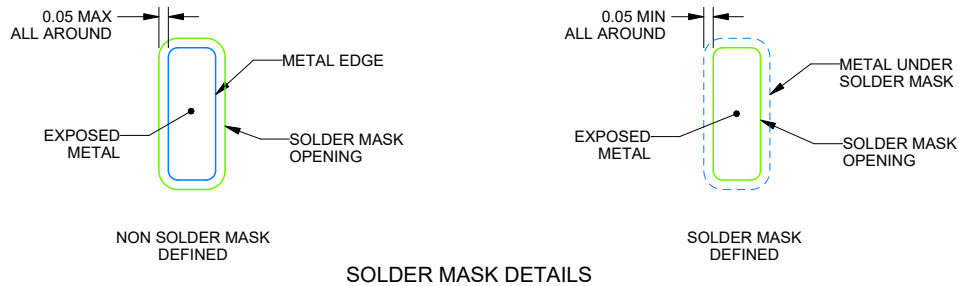 0.05 MAX
ALL AROUND
METAL EDGE
EXPOSED
METAL
SOLDER MASK
OPENING
NON SOLDER MASK
DEFINED
0.05 MIN
ALL AROUND
METAL UNDER
SOLDER MASK
EXPOSED
METAL
SOLDER MASK
OPENING
SOLDER MASK
DEFINED
SOLDER MASK DETAILS